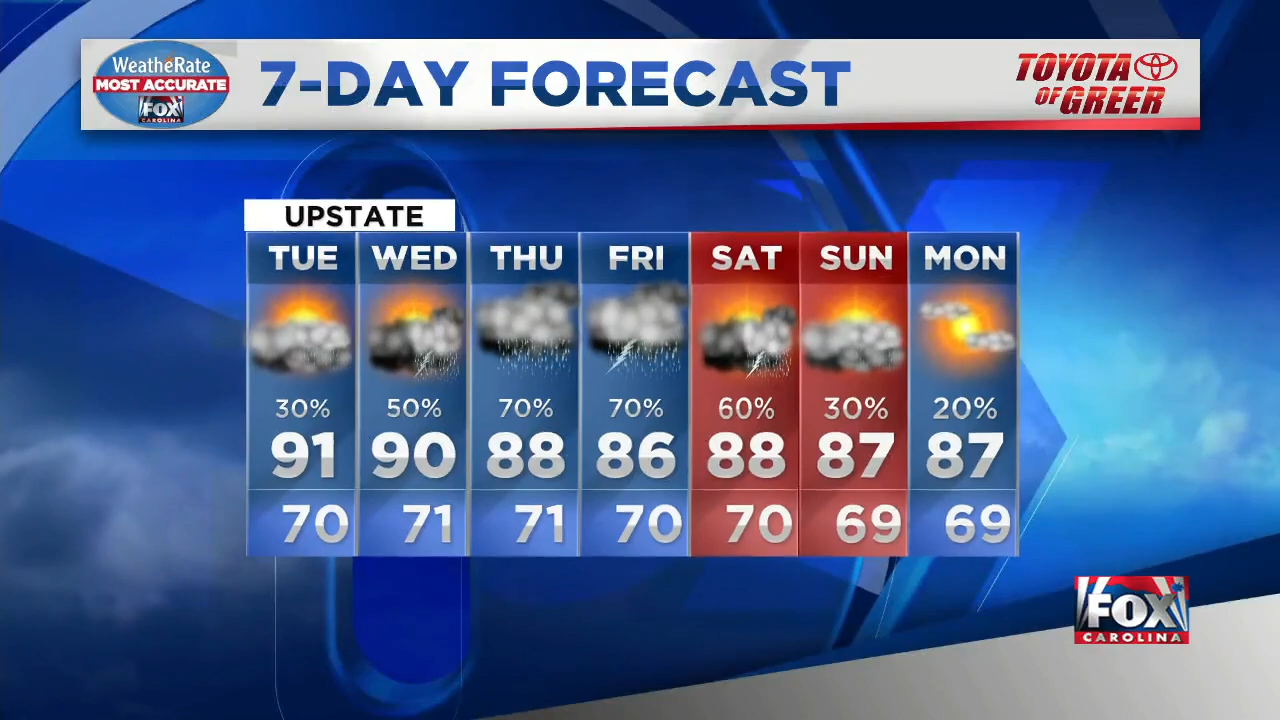 WeatheRate
MOST ACCURATE
FOX
CAROLINA
7-DAY FORECAST
TOYOTA
OF GREER
UPSTATE
TUE WED THU FRI SAT SUN MON
30% 50% 70% 70% 60% 30% 20%
91 90 88 86 88 87 87
70 71 71 70 70 69 69
FOX
CAROLINA